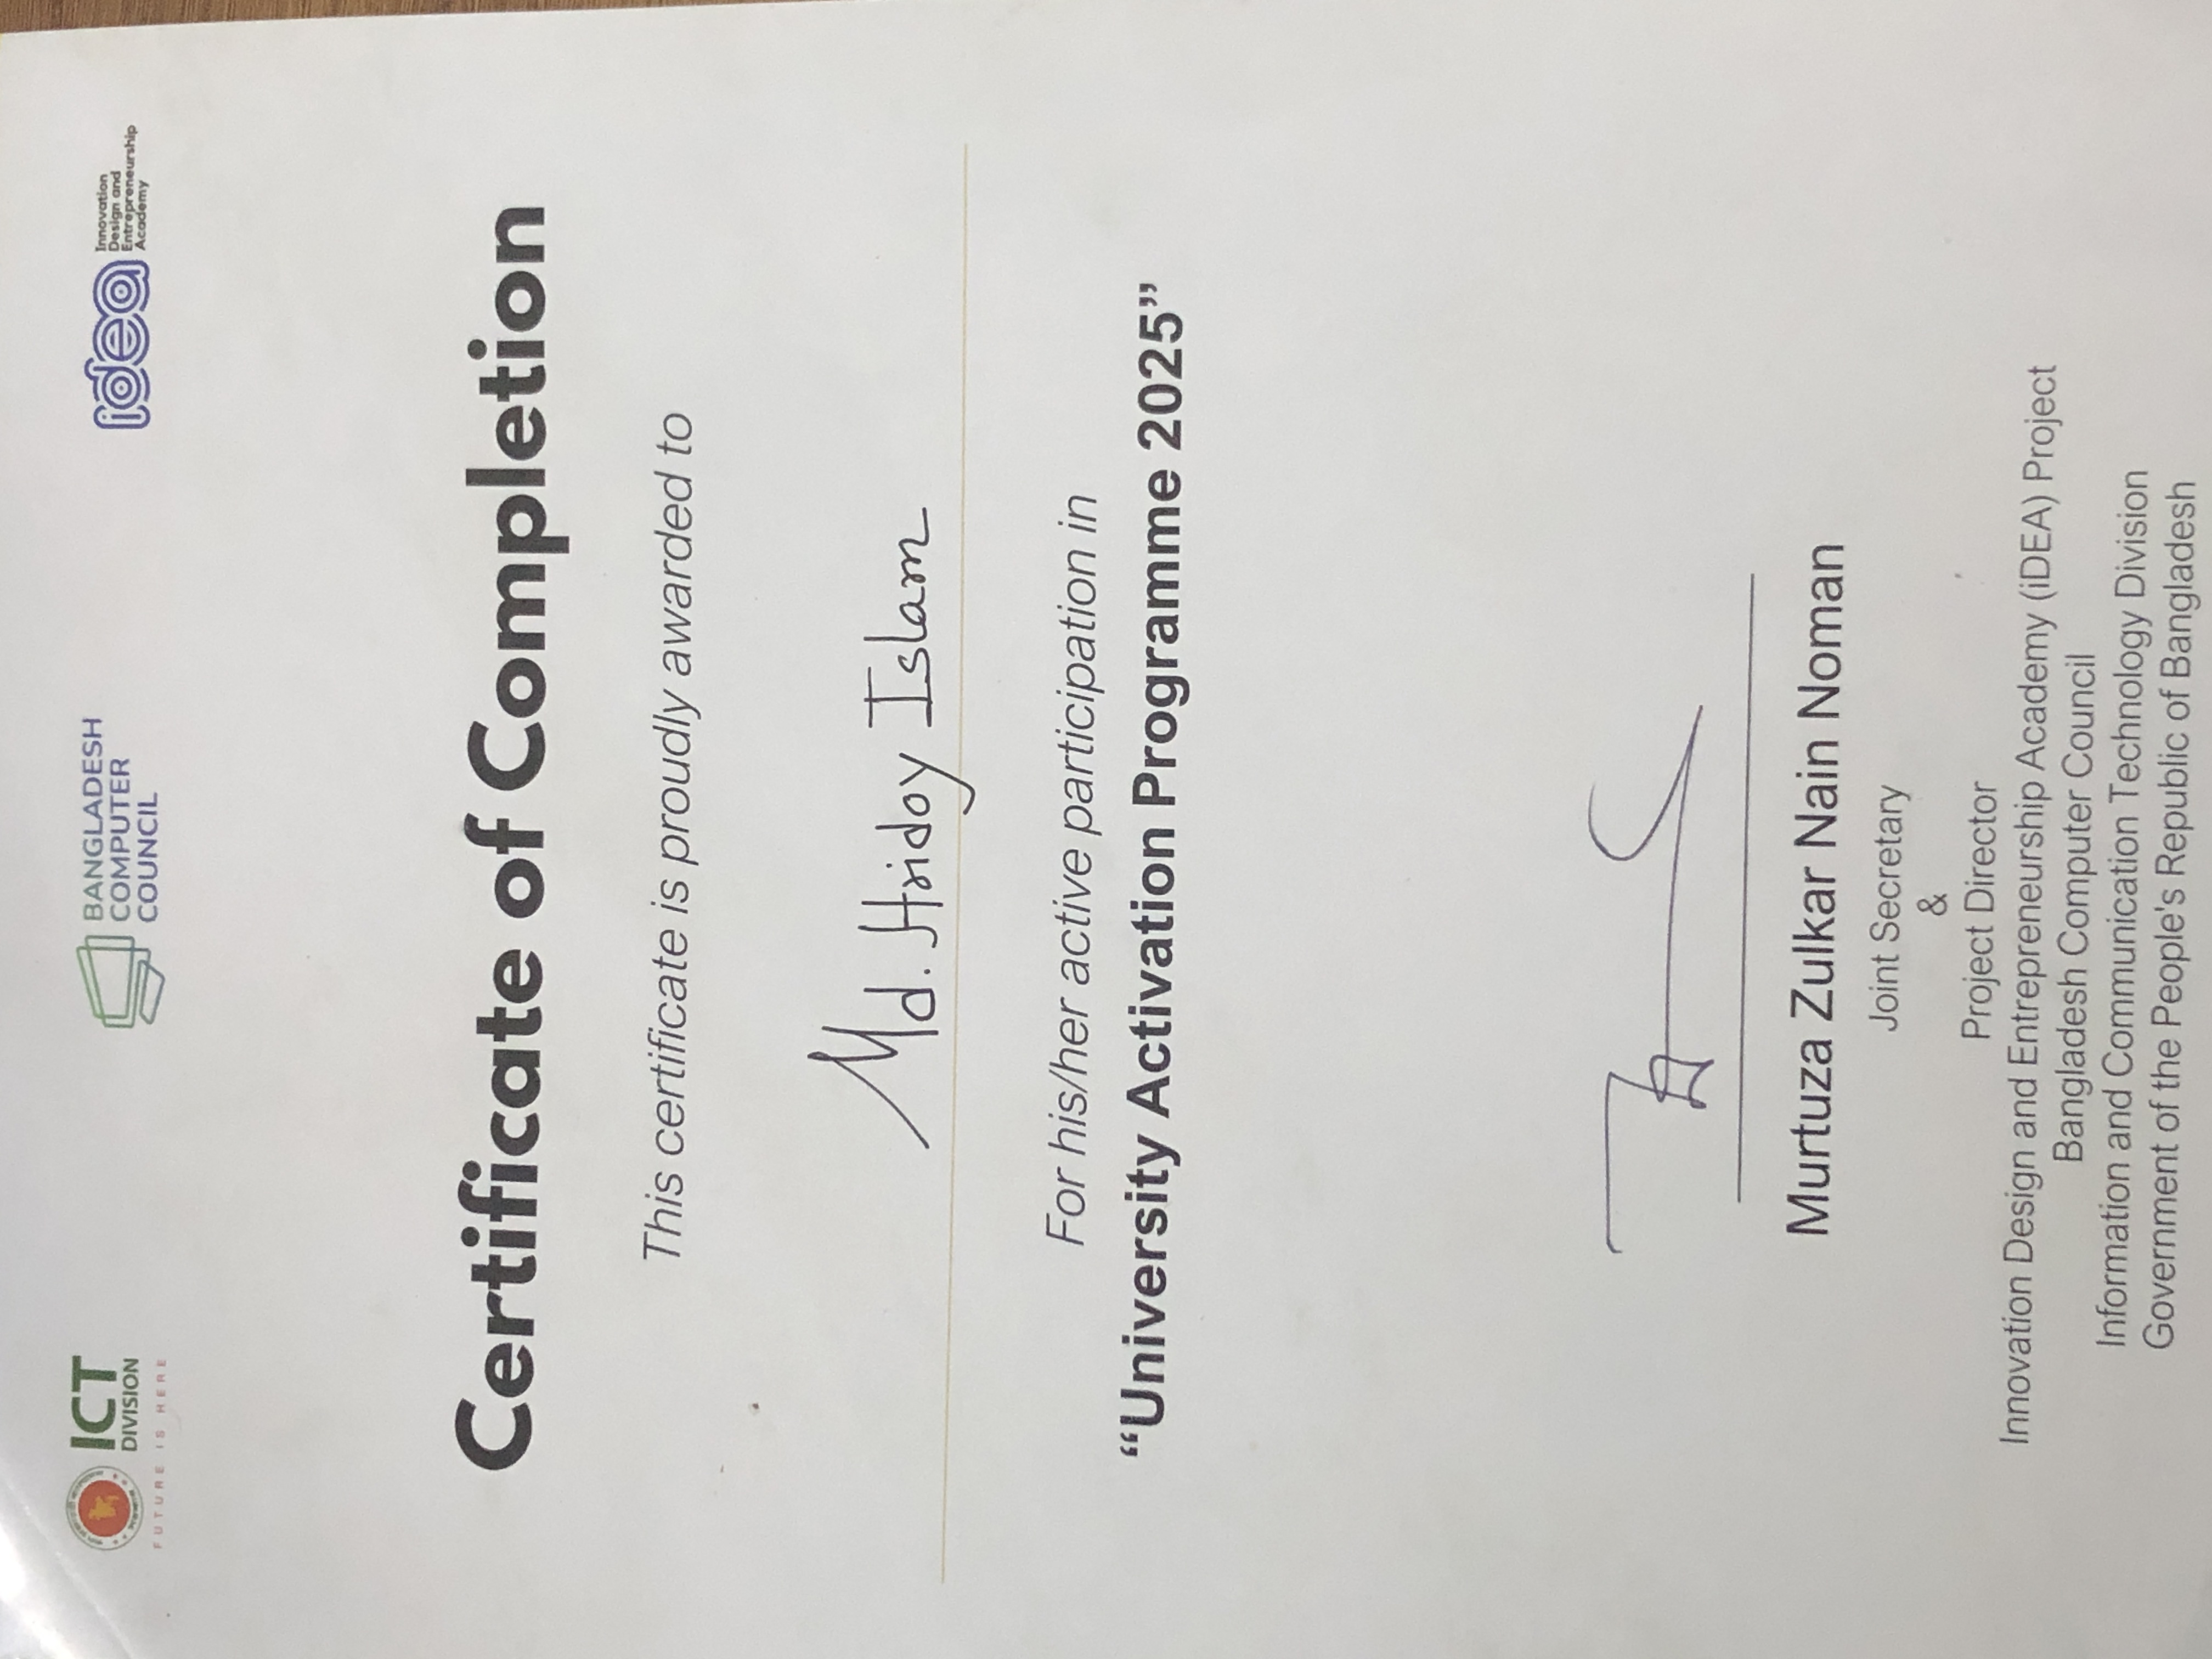 ICT
DIVISION
FUTURE IS HERE
BANGLADESH
COMPUTER
COUNCIL
idea
Innovation
Design and
Entrepreneurship
Academy
Certificate of Completion
This certificate is proudly awarded to
Md. Hridoy Islam
For his/her active participation in
“University Activation Programme 2025”
Murtuza Zulkar Nain Noman
Joint Secretary
&
Project Director
Innovation Design and Entrepreneurship Academy (iDEA) Project
Bangladesh Computer Council
Information and Communication Technology Division
Government of the People's Republic of Bangladesh